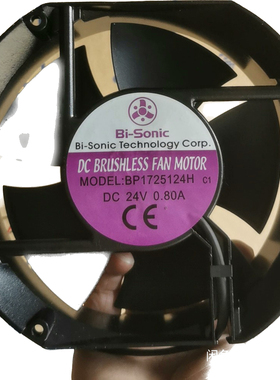 Bi-Sonic
Bi-Sonic Technology Corp.
DC BRUSHLESS FAN MOTOR
MODEL:BP1725124H C1
DC 24V 0.80A
CE